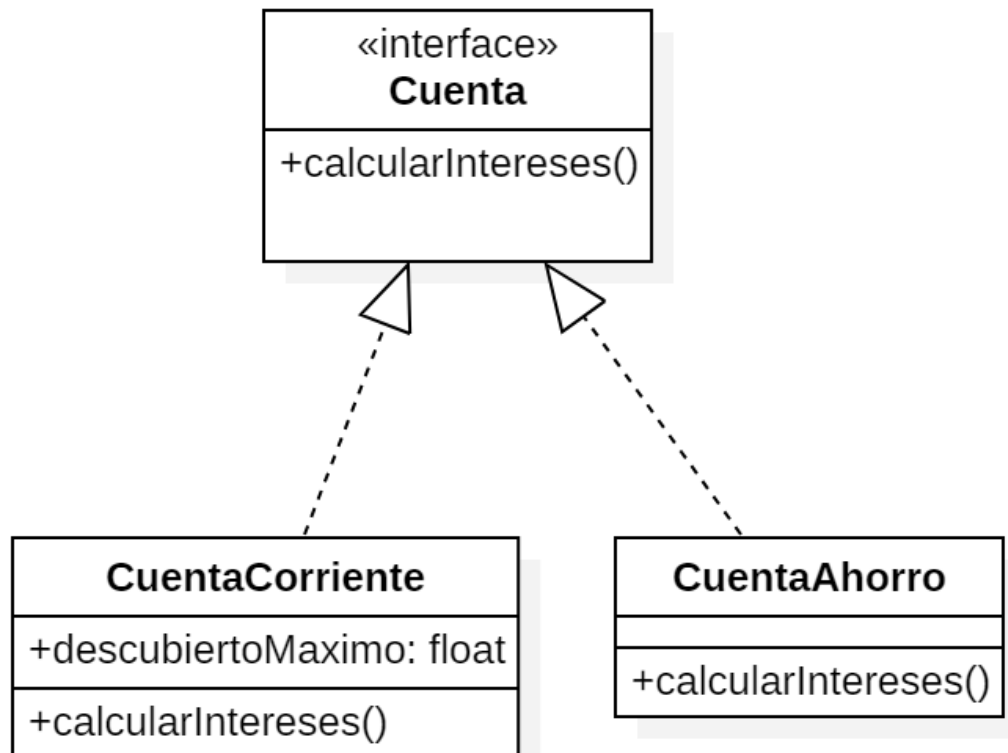 «interface»
Cuenta
+calcularIntereses()
CuentaCorriente
+descubiertoMaximo: float
+calcularIntereses()
CuentaAhorro
+calcularIntereses()